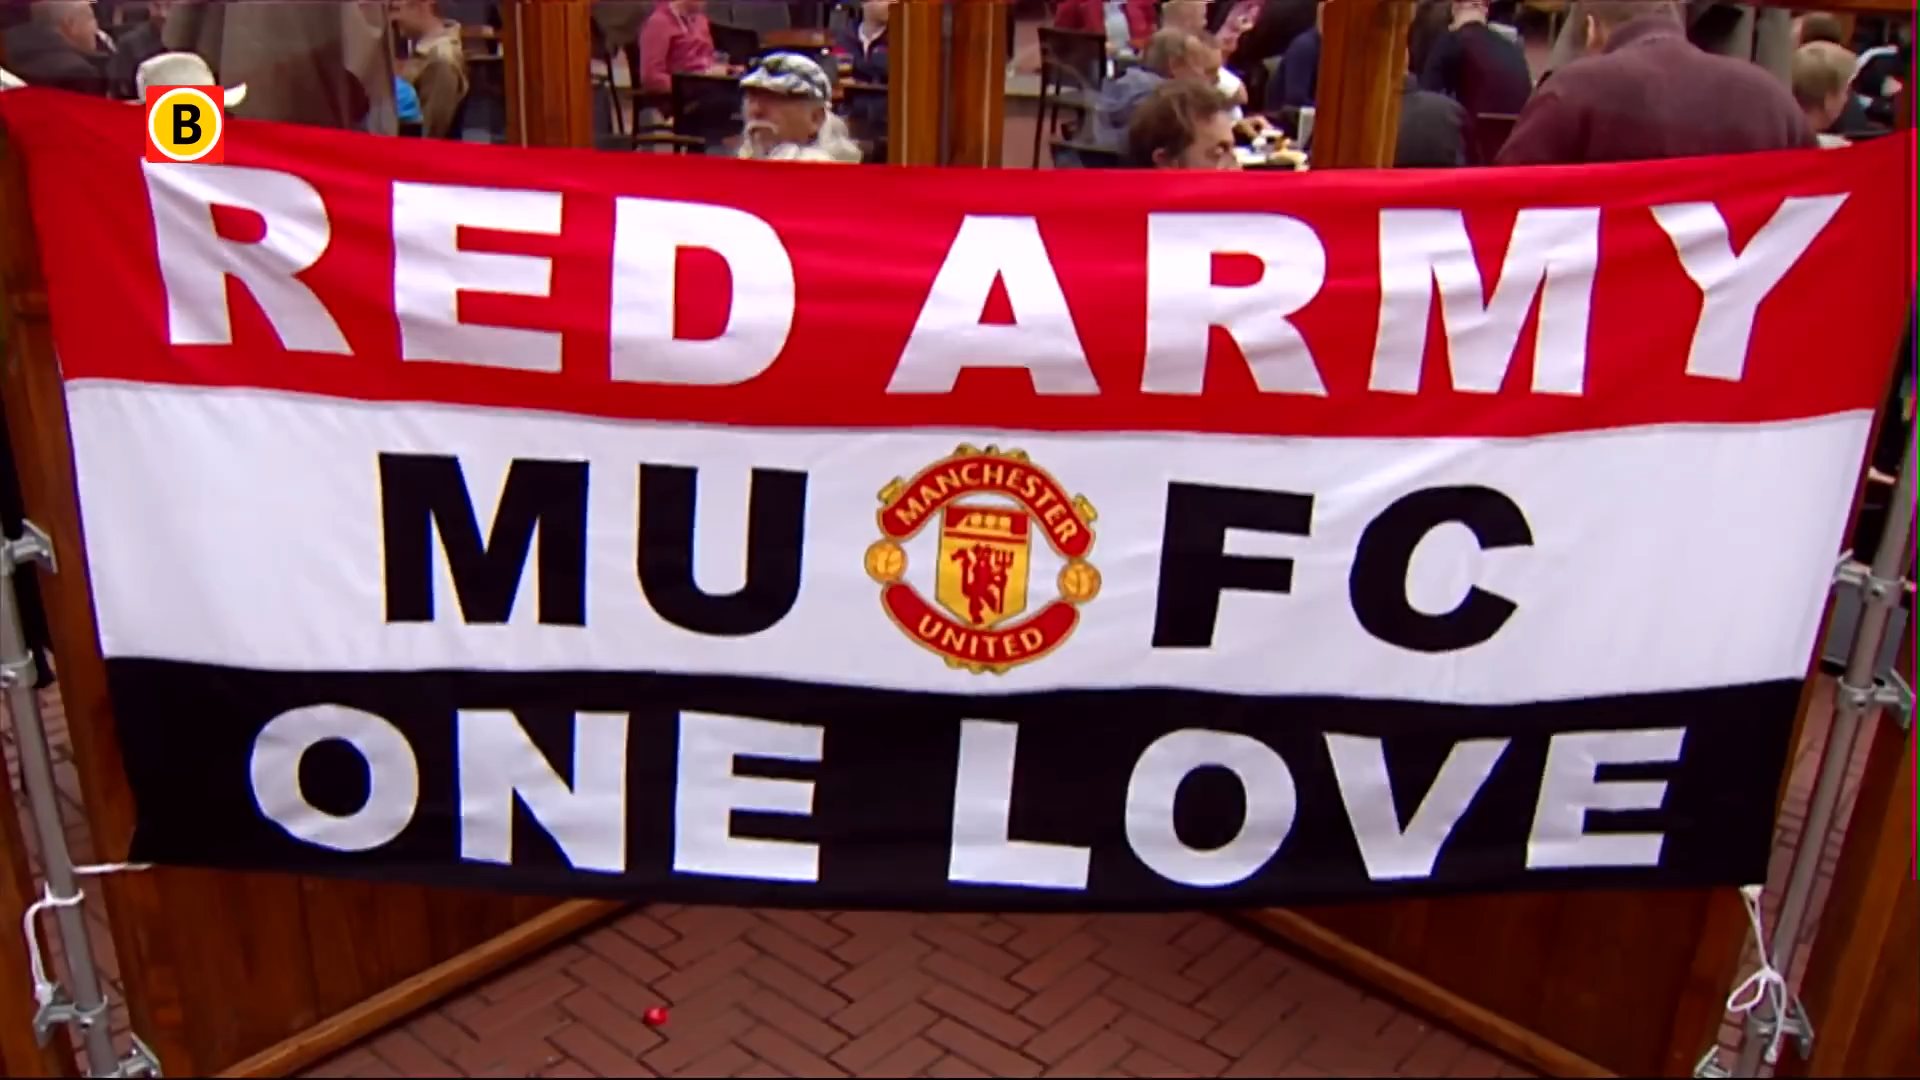 B
RED ARMY
MU FC
MANCHESTER
UNITED
ONE LOVE